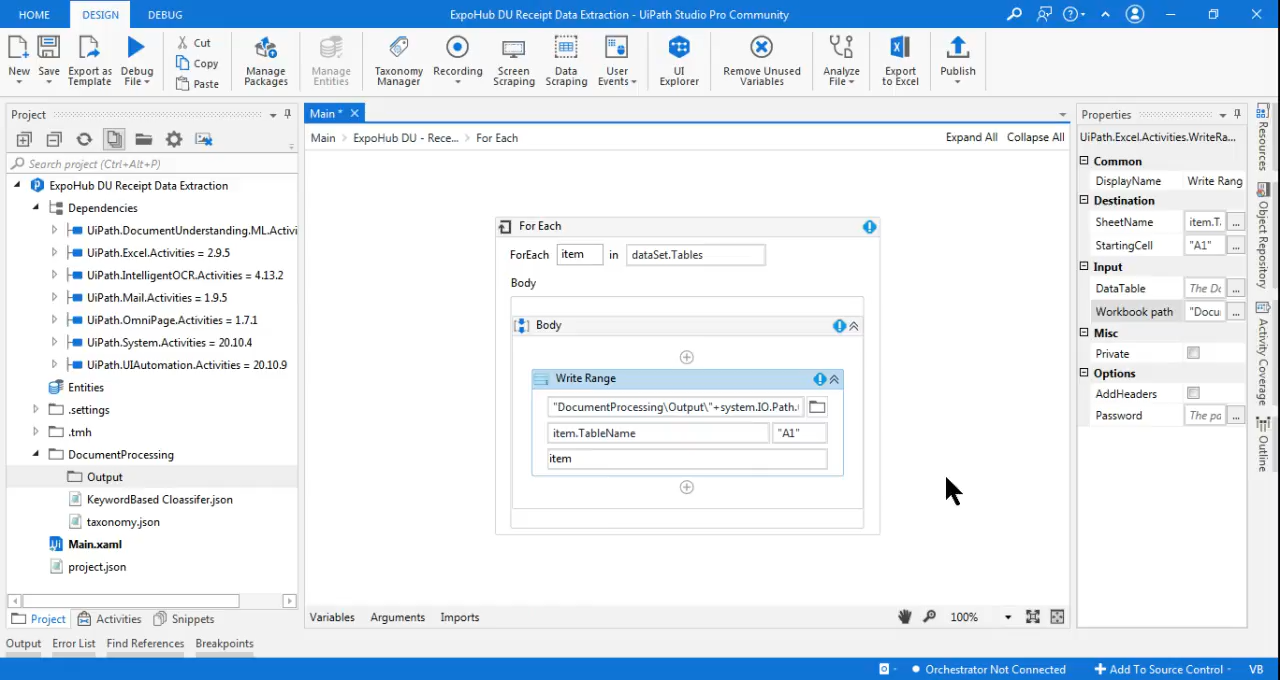 HOME DESIGN DEBUG ExpoHub DU Receipt Data Extraction - UiPath Studio Pro Community
New Save Export as Template Debug File Cut Copy Paste Manage Packages Manage Entities Taxonomy Manager Recording Screen Scraping Data Scraping User Events UI Explorer Remove Unused Variables Analyze File Export to Excel Publish
Project
Search project (Ctrl+Alt+P)
ExpoHub DU Receipt Data Extraction
Dependencies
UiPath.DocumentUnderstanding.ML.Activi
UiPath.Excel.Activities = 2.9.5
UiPath.IntelligentOCR.Activities = 4.13.2
UiPath.Mail.Activities = 1.9.5
UiPath.OmniPage.Activities = 1.7.1
UiPath.System.Activities = 20.10.4
UiPath.UIAutomation.Activities = 20.10.9
Entities
.settings
.tmh
DocumentProcessing
Output
KeywordBased Cloassifer.json
taxonomy.json
Main.xaml
project.json
Project Activities Snippets
Main *
Main > ExpoHub DU - Rece... > For Each Expand All Collapse All
For Each
ForEach item in dataSet.Tables
Body
Body
Write Range
"DocumentProcessing\Output\"+system.IO.Path.
item.TableName "A1"
item
Variables Arguments Imports 100%
Properties
UiPath.Excel.Activities.WriteRa...
Common
DisplayName Write Rang
Destination
SheetName item.T. ...
StartingCell "A1" ...
Input
DataTable The Da ...
Workbook path "Docu ...
Misc
Private
Options
AddHeaders
Password The pa ...
Resources
Object Repository
Activity Coverage
Outline
Output Error List Find References Breakpoints
Orchestrator Not Connected Add To Source Control VB